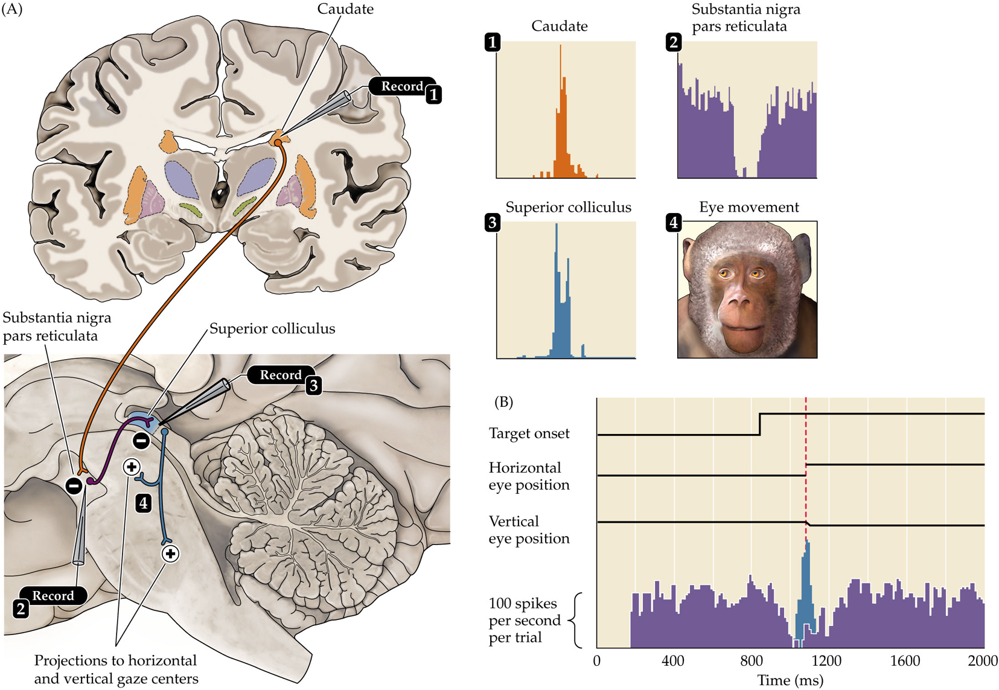 (A)
Caudate
Record
1
Substantia nigra
pars reticulata
Superior colliculus
Record
3
−
+
−
4
+
Record
2
Projections to horizontal
and vertical gaze centers
Caudate
1
Substantia nigra
pars reticulata
2
Superior colliculus
3
Eye movement
4
(B)
Target onset
Horizontal
eye position
Vertical
eye position
100 spikes
per second
per trial
0 400 800 1200 1600 2000
Time (ms)